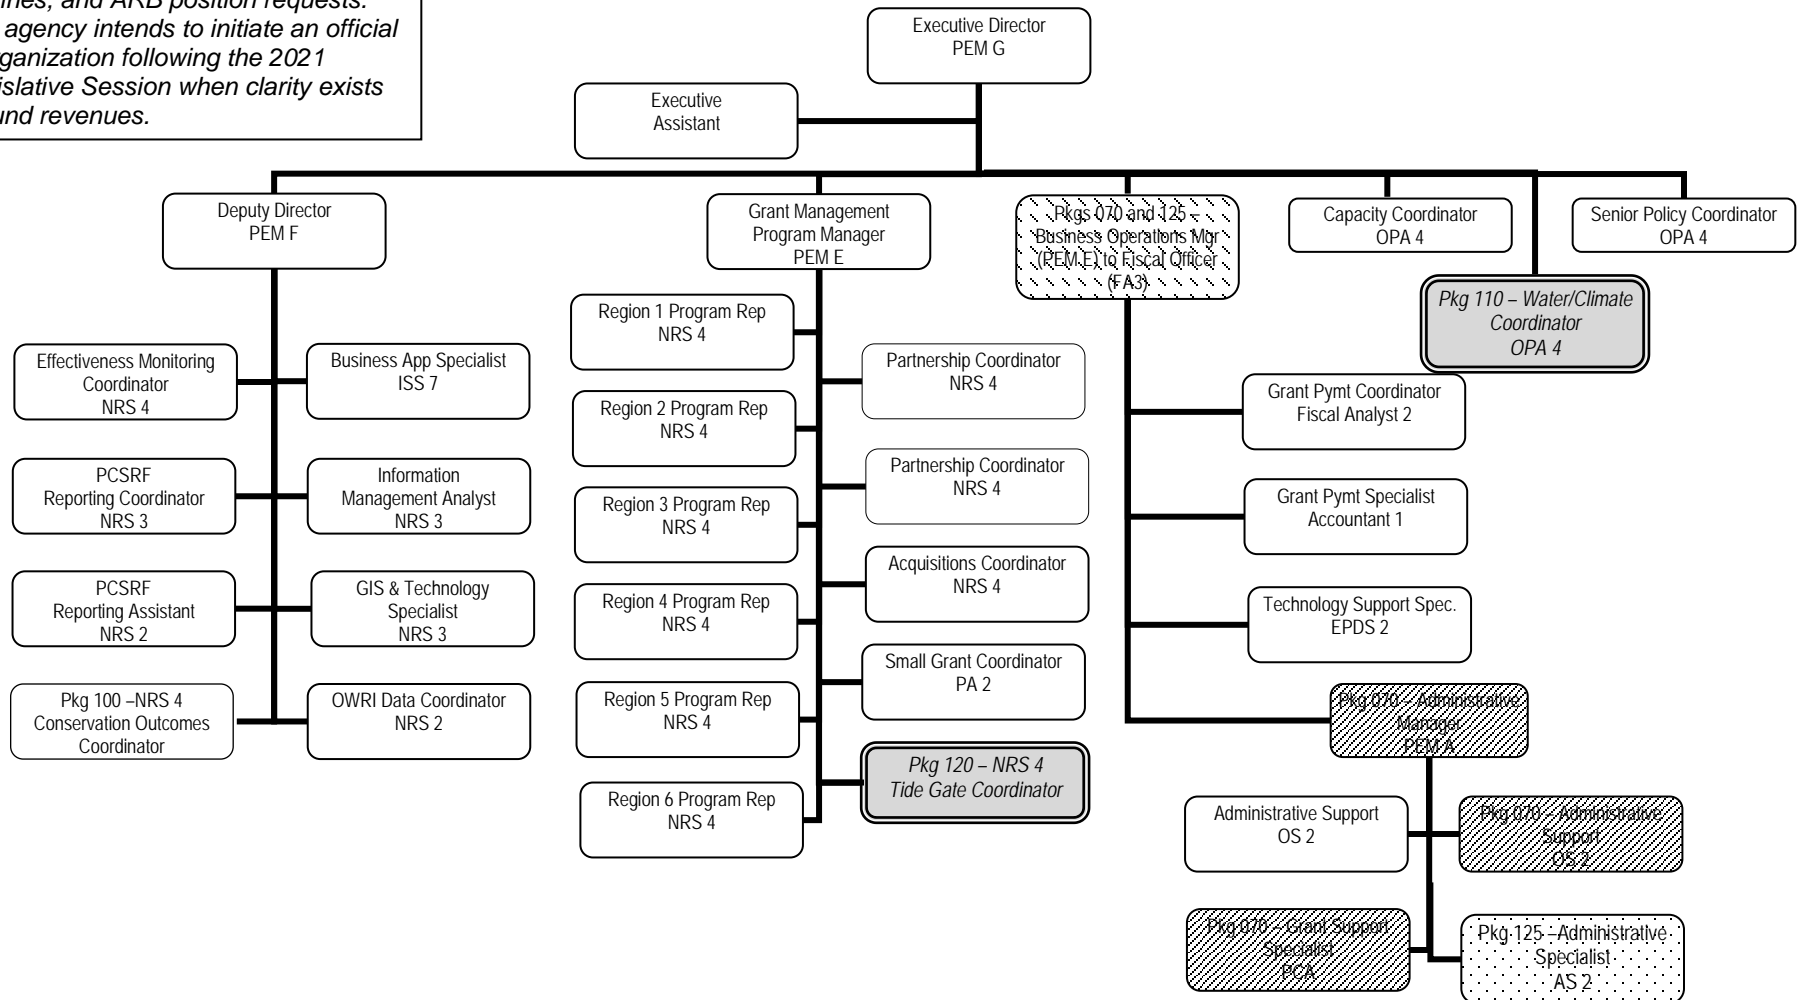 and ARB position requests.
agency intends to initiate an official
following the 2021
Session when clarity exists
revenues.
Executive Director
PEM G
Executive
Assistant
Deputy Director
PEM F
Grant Management
Program Manager
PEM E
Pkgs 070 and 125 –
Business Operations Mgr
(PEM E) to Fiscal Officer
(FA3)
Capacity Coordinator
OPA 4
Senior Policy Coordinator
OPA 4
Pkg 110 – Water/Climate
Coordinator
OPA 4
Effectiveness Monitoring
Coordinator
NRS 4
Business App Specialist
ISS 7
PCSRF
Reporting Coordinator
NRS 3
Information
Management Analyst
NRS 3
PCSRF
Reporting Assistant
NRS 2
GIS & Technology
Specialist
NRS 3
Pkg 100 –NRS 4
Conservation Outcomes
Coordinator
OWRI Data Coordinator
NRS 2
Region 1 Program Rep
NRS 4
Region 2 Program Rep
NRS 4
Region 3 Program Rep
NRS 4
Region 4 Program Rep
NRS 4
Region 5 Program Rep
NRS 4
Region 6 Program Rep
NRS 4
Partnership Coordinator
NRS 4
Partnership Coordinator
NRS 4
Acquisitions Coordinator
NRS 4
Small Grant Coordinator
PA 2
Pkg 120 – NRS 4
Tide Gate Coordinator
Grant Pymt Coordinator
Fiscal Analyst 2
Grant Pymt Specialist
Accountant 1
Technology Support Spec.
EPDS 2
Pkg 070 – Administrative
Manager
PEM A
Administrative Support
OS 2
Pkg 070 – Administrative
Support
OS 2
Pkg 070 – Grant Support
Specialist
PCA
Pkg 125 –Administrative
Specialist
AS 2